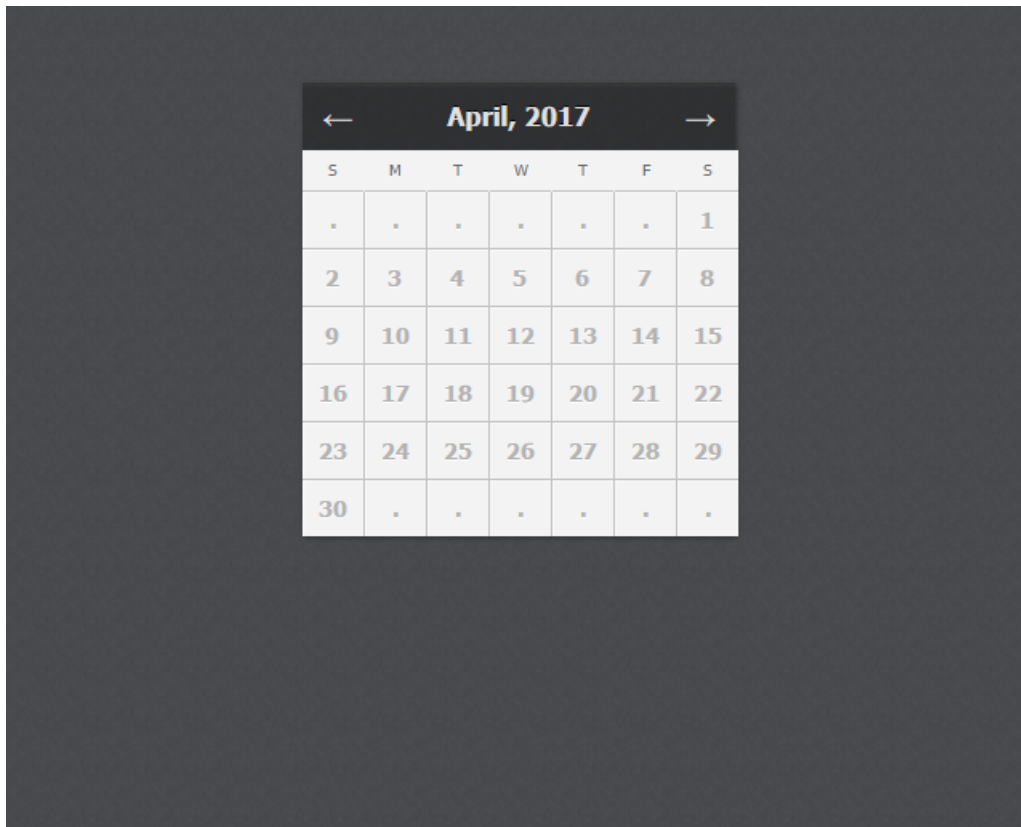 ← April, 2017 →
S M T W T F S
. . . . . . 1
2 3 4 5 6 7 8
9 10 11 12 13 14 15
16 17 18 19 20 21 22
23 24 25 26 27 28 29
30 . . . . . .